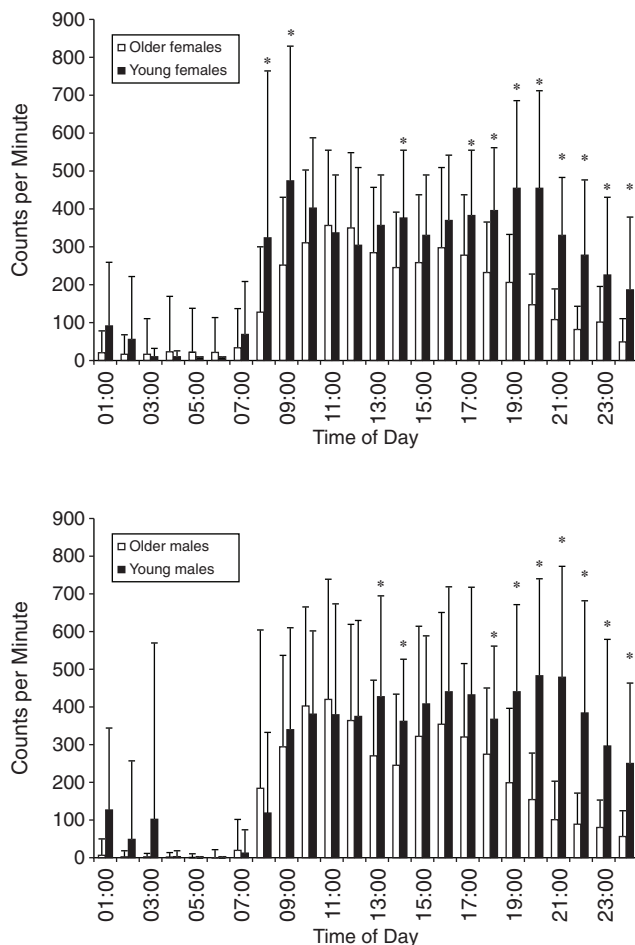 900
800
700
600
500
400
300
200
100
0
Counts per Minute
Older females
Young females
* * * * * * * * * * *
01:00 03:00 05:00 07:00 09:00 11:00 13:00 15:00 17:00 19:00 21:00 23:00
Time of Day
900
800
700
600
500
400
300
200
100
0
Counts per Minute
Older males
Young males
* * * * * * * * *
01:00 03:00 05:00 07:00 09:00 11:00 13:00 15:00 17:00 19:00 21:00 23:00
Time of Day